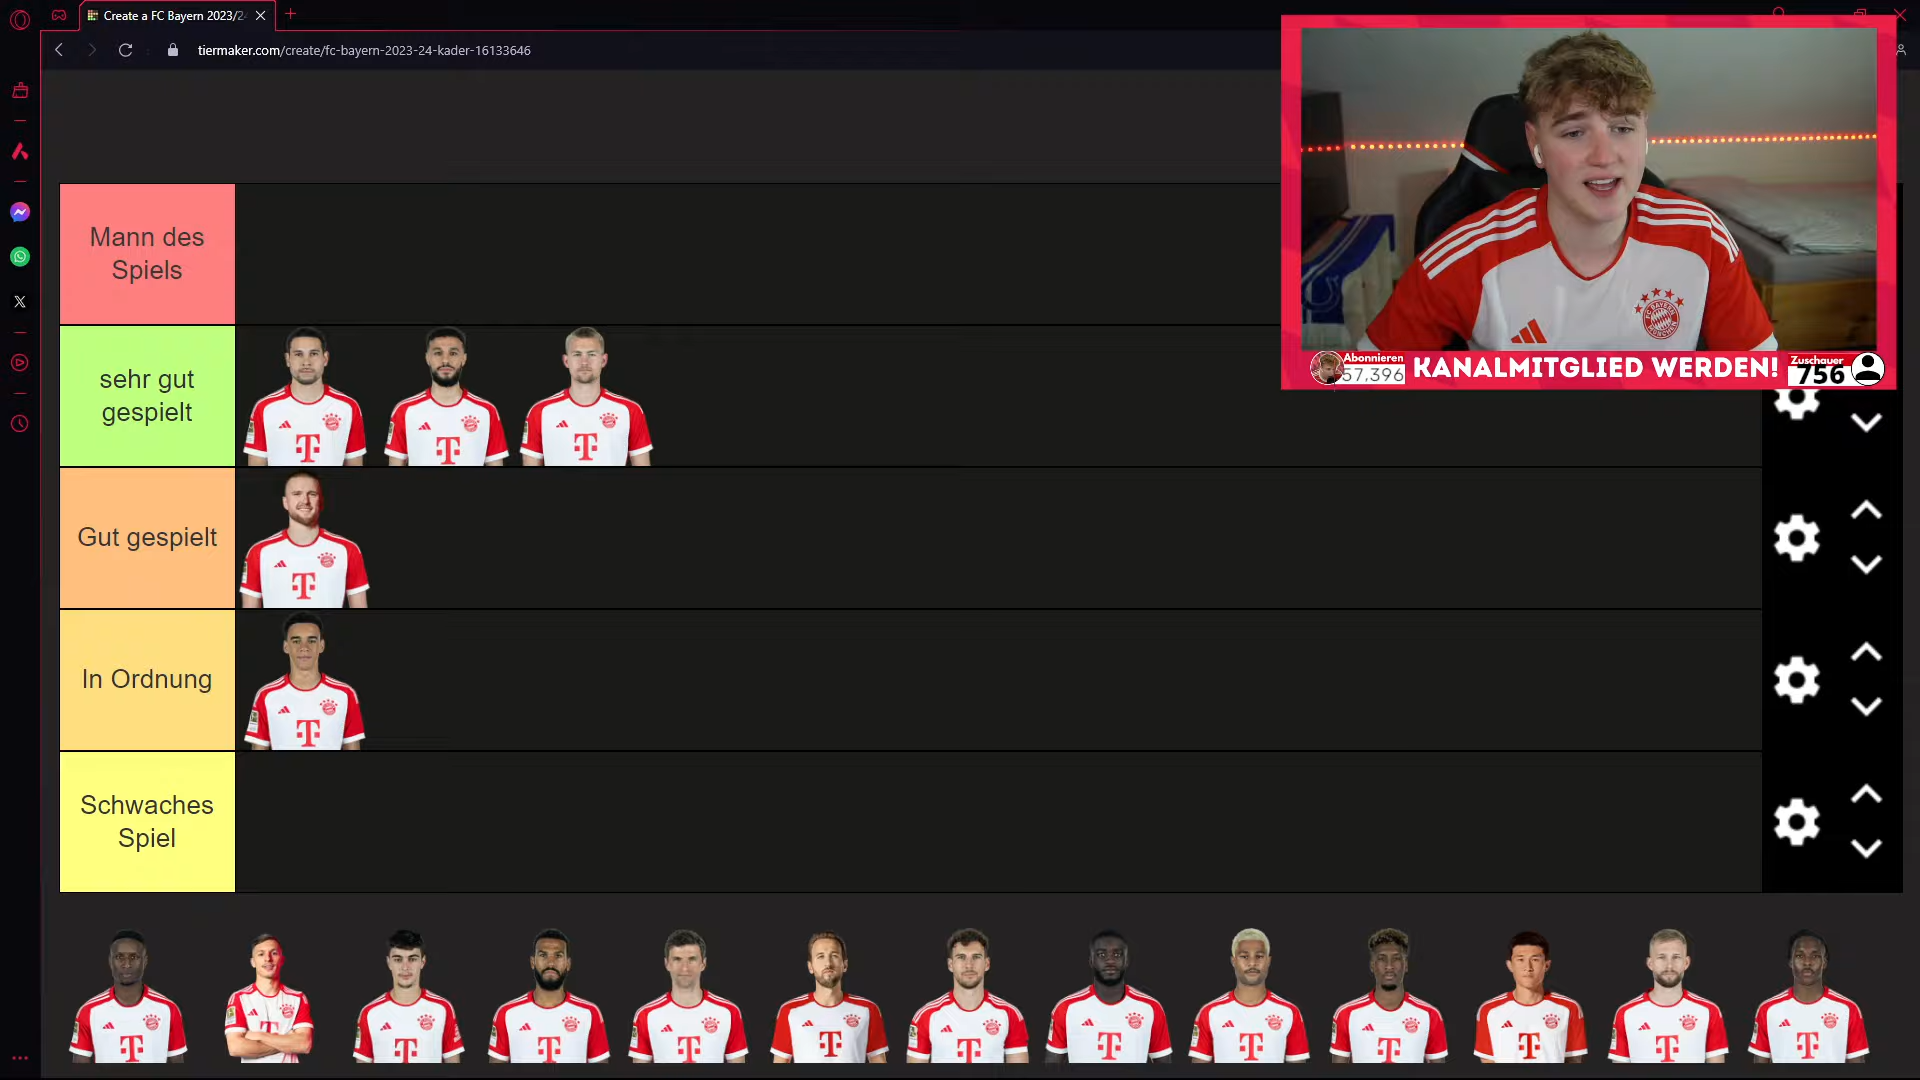 Create a FC Bayern 2023/2
tiermaker.com/create/fc-bayern-2023-24-kader-16133646
Mann des
Spiels
sehr gut
gespielt
Gut gespielt
In Ordnung
Schwaches
Spiel
Abonnieren
57,396
KANALMITGLIED WERDEN!
Zuschauer
756